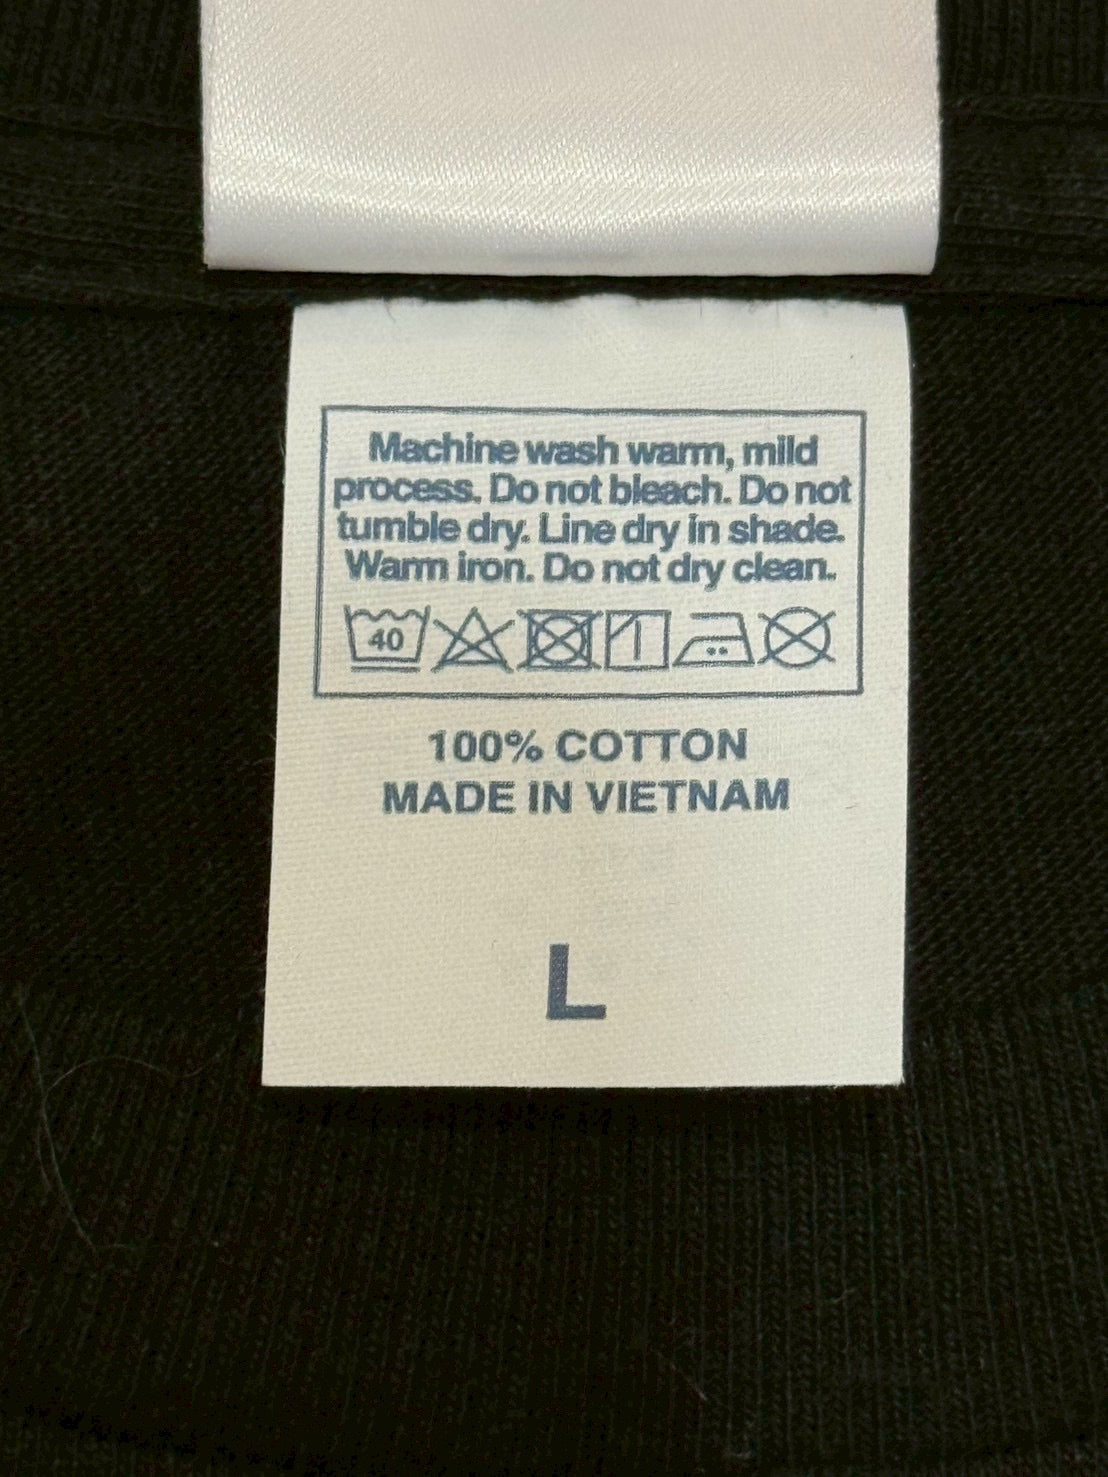 Machine wash warm, mild
process. Do not bleach. Do not
tumble dry. Line dry in shade.
Warm iron. Do not dry clean.
40
100% COTTON
MADE IN VIETNAM
L